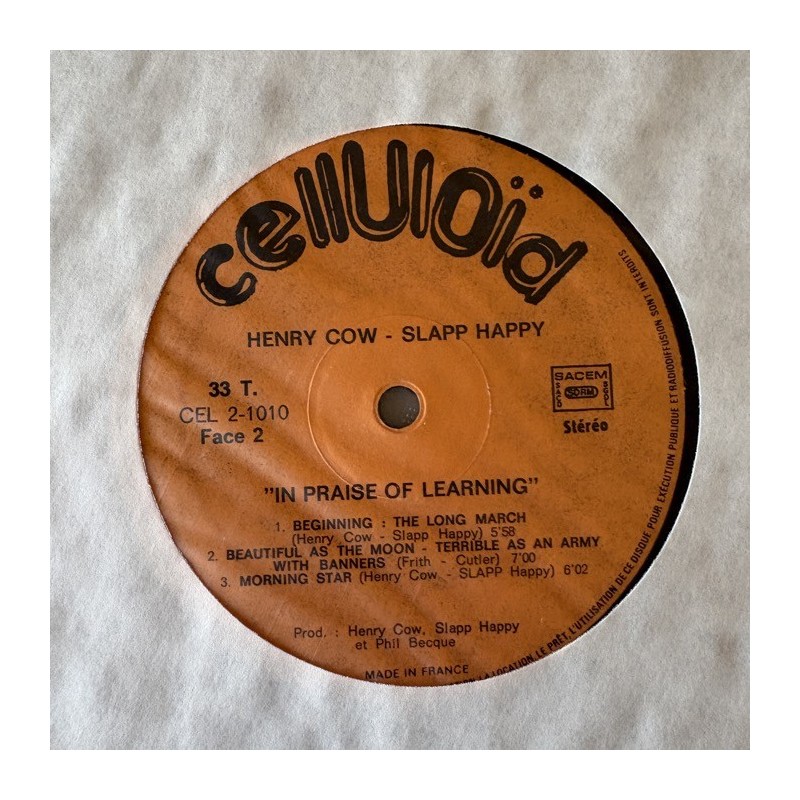 celluloïd
HENRY COW - SLAPP HAPPY
33 T.
CEL 2-1010
Face 2
SACEM
SACD SDRM SGDL
Stéréo
"IN PRAISE OF LEARNING"
1. BEGINNING : THE LONG MARCH
(Henry Cow - Slapp Happy) 5'58
2. BEAUTIFUL AS THE MOON - TERRIBLE AS AN ARMY
WITH BANNERS (Frith - Cutler) 7'00
3. MORNING STAR (Henry Cow - SLAPP Happy) 6'02
Prod. : Henry Cow, Slapp Happy
et Phil Becque
MADE IN FRANCE
LA LOCATION, LE PRÊT, L'UTILISATION DE CE DISQUE POUR EXÉCUTION PUBLIQUE ET RADIODIFFUSION SONT INTERDITS